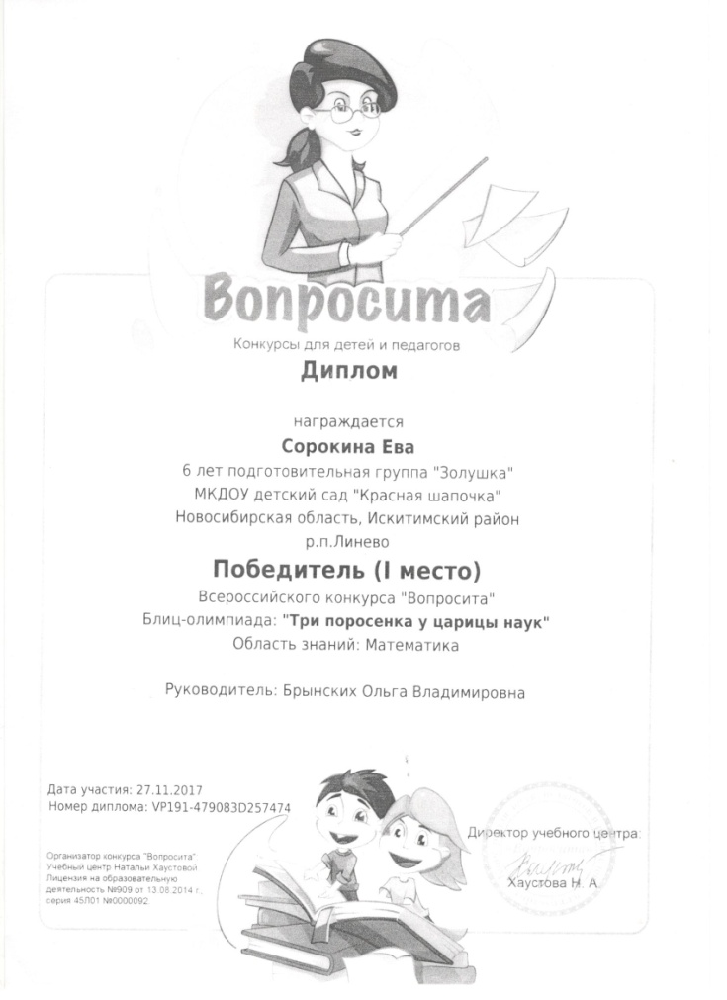 Вопросита
Конкурсы для детей и педагогов
Диплом
награждается
Сорокина Ева
6 лет подготовительная группа "Золушка"
МКДОУ детский сад "Красная шапочка"
Новосибирская область, Искитимский район
р.п.Линево
Победитель (I место)
Всероссийского конкурса "Вопросита"
Блиц-олимпиада: "Три поросенка у царицы наук"
Область знаний: Математика
Руководитель: Брынских Ольга Владимировна
Дата участия: 27.11.2017
Номер диплома: VP191-479083D257474
Организатор конкурса "Вопросита":
Учебный центр Натальи Хаустовой
Лицензия на образовательную
деятельность №909 от 13.08.2014 г.,
серия 45Л01 №0000092.
Директор учебного центра:
Хаустова Н. А.